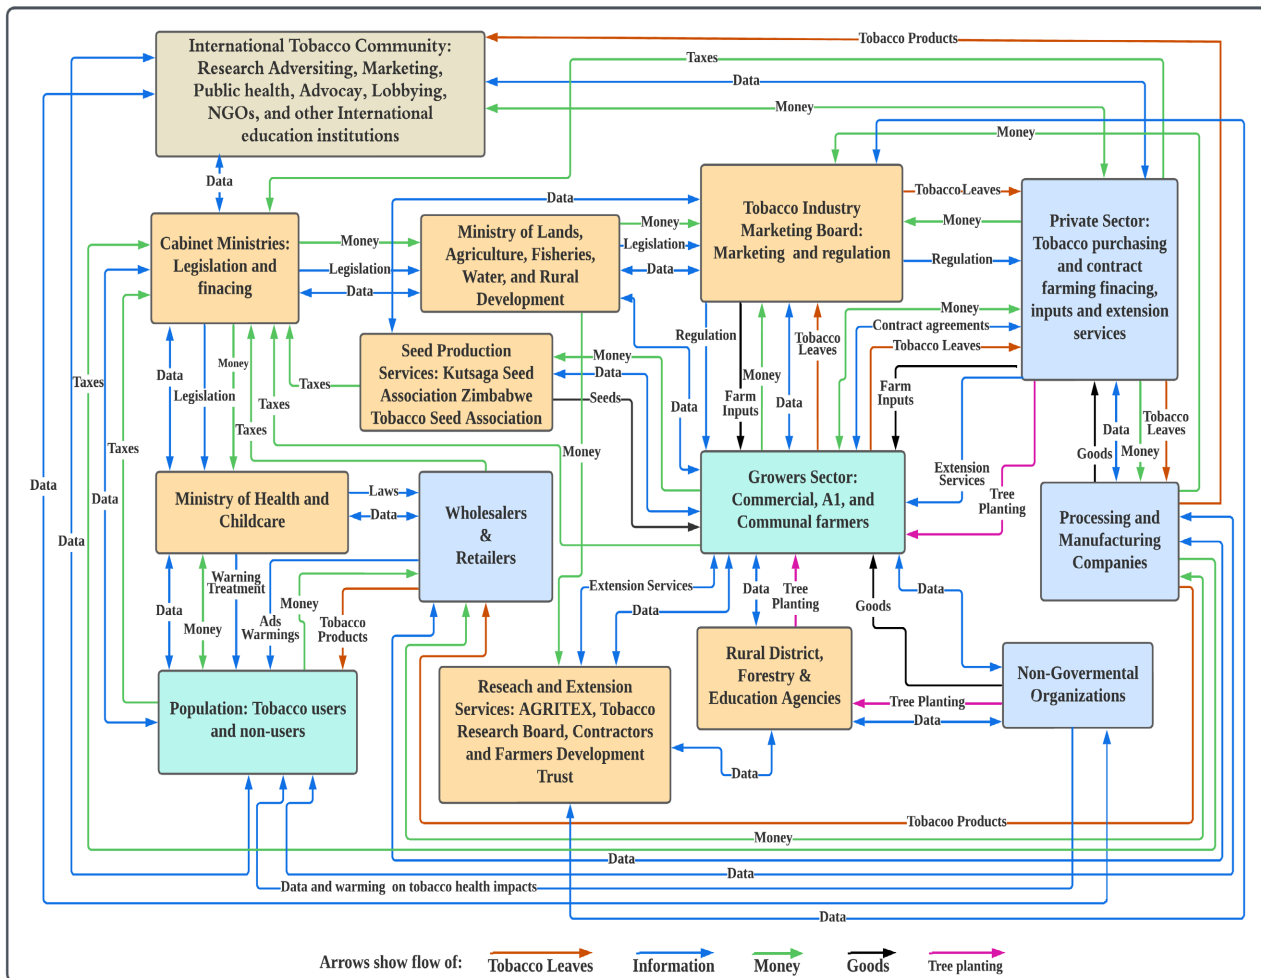 International Tobacco Community:
Research Adversiting, Marketing,
Public health, Advocay, Lobbying,
NGOs, and other International
education institutions
Tobacco Products
Taxes
Data
Money
Money
Data
Data
Tobacco Leaves
Cabinet Ministries:
Legislation and
finacing
Money
Legislation
Data
Ministry of Lands,
Agriculture, Fisheries,
Water, and Rural
Development
Money
Legislation
Data
Tobacco Industry
Marketing Board:
Marketing and regulation
Money
Regulation
Private Sector:
Tobacco purchasing
and contract
farming finacing,
inputs and extension
services
Money
Contract agreements
Tobacco Leaves
Regulation
Tobacco
Leaves
Seed Production
Services: Kutsaga Seed
Association Zimbabwe
Tobacco Seed Association
Money
Data
Seeds
Taxes
Taxes
Data
Legislation
Money
Taxes
Taxes
Taxes
Money
Data
Farm
Inputs
Money
Data
Farm
Inputs
Goods
Data
Money
Tobacco
Leaves
Extension
Services
Tree
Planting
Growers Sector:
Commercial, A1, and
Communal farmers
Data
Data
Data
Ministry of Health and
Childcare
Laws
Data
Wholesalers
&
Retailers
Processing and
Manufacturing
Companies
Data
Money
Warning
Treatment
Ads
Warmings
Money
Tobacco
Products
Extension Services
Data
Data
Tree
Planting
Goods
Data
Population: Tobacco users
and non-users
Reseach and Extension
Services: AGRITEX, Tobacco
Research Board, Contractors
and Farmers Development
Trust
Rural District,
Forestry &
Education Agencies
Tree Planting
Data
Non-Govermental
Organizations
Data
Tobacoo Products
Money
Data
Data
Data and warming on tobacco health impacts
Data
Arrows show flow of:
Tobacco Leaves
Information
Money
Goods
Tree planting